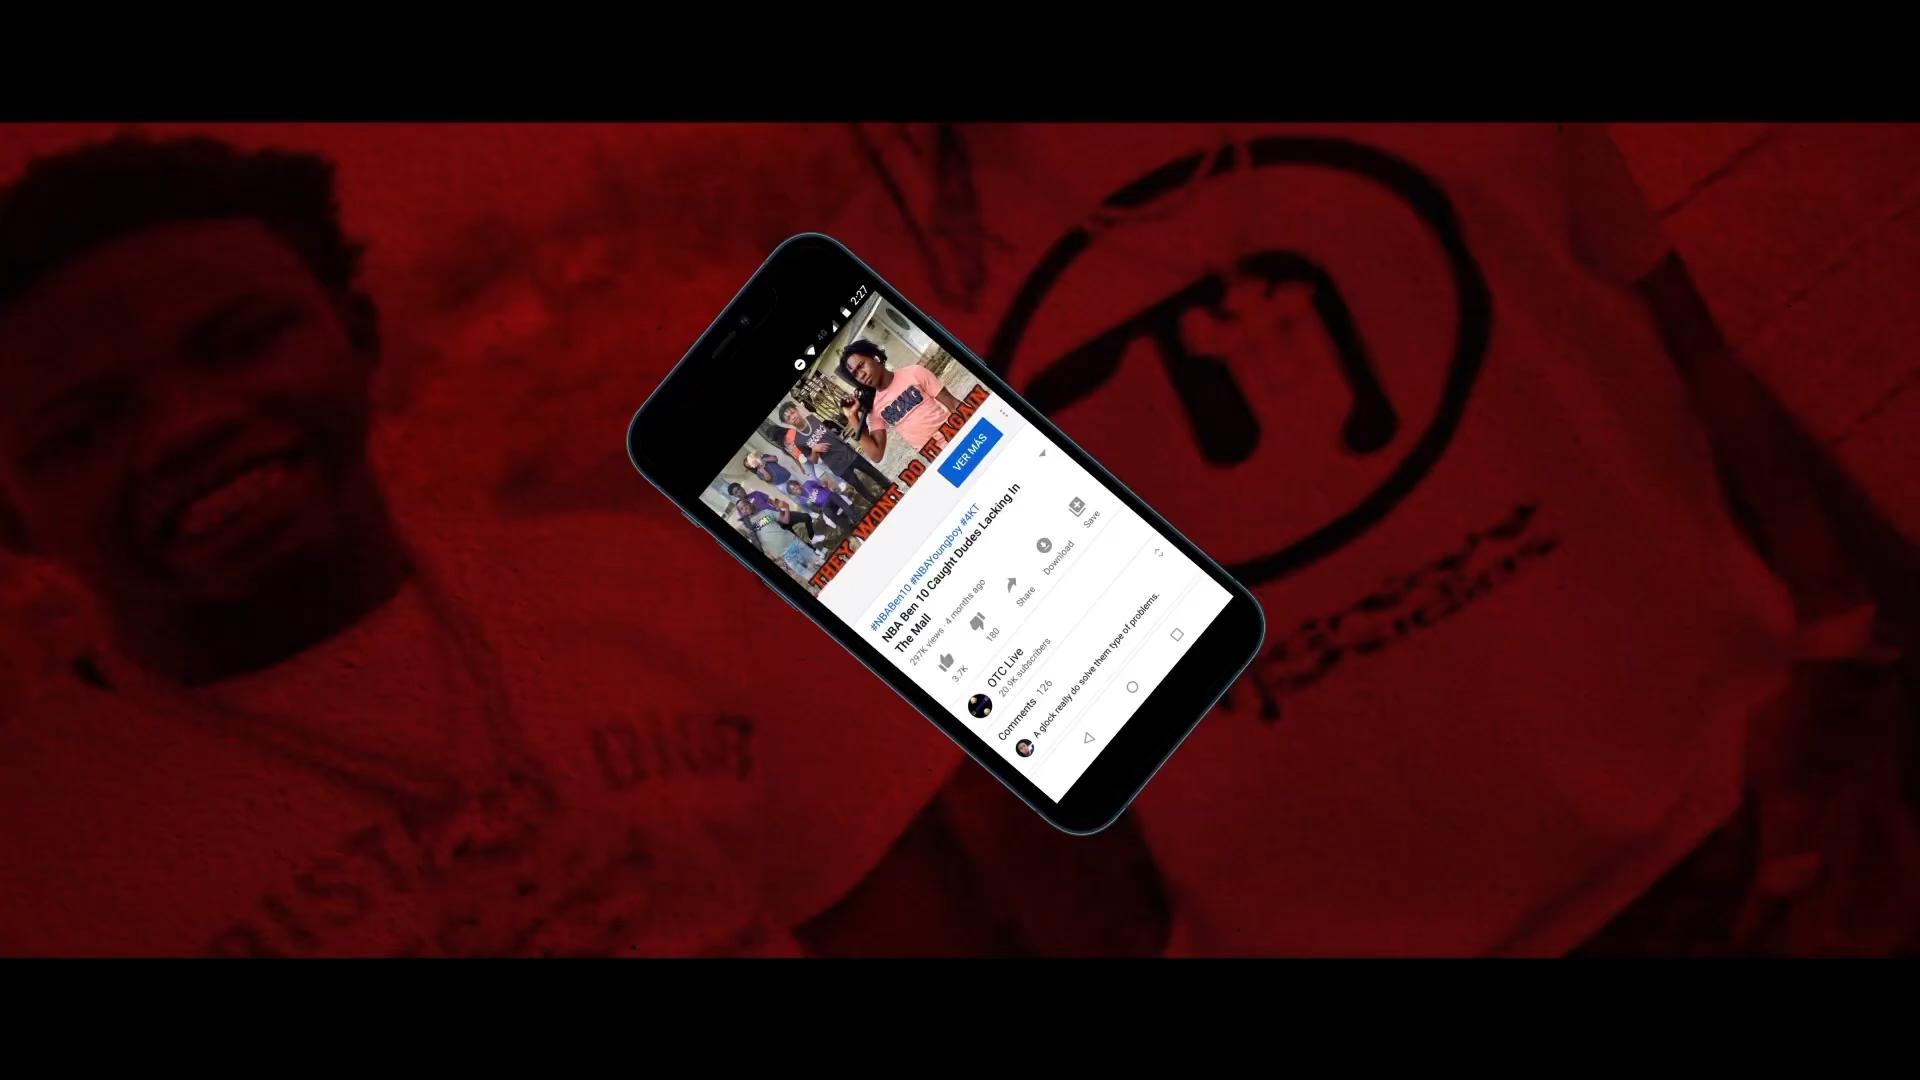 2:27
THEY WONT DO IT AGAIN
VER MÁS
#NBABen10 #NBAYoungboy #4KT
NBA Ben 10 Caught Dudes Lacking In
The Mall
297K views · 4 months ago
3.7K
180
Share
Download
Save
OTC Live
20.9K subscribers
Comments 126
A glock really do solve them type of problems.